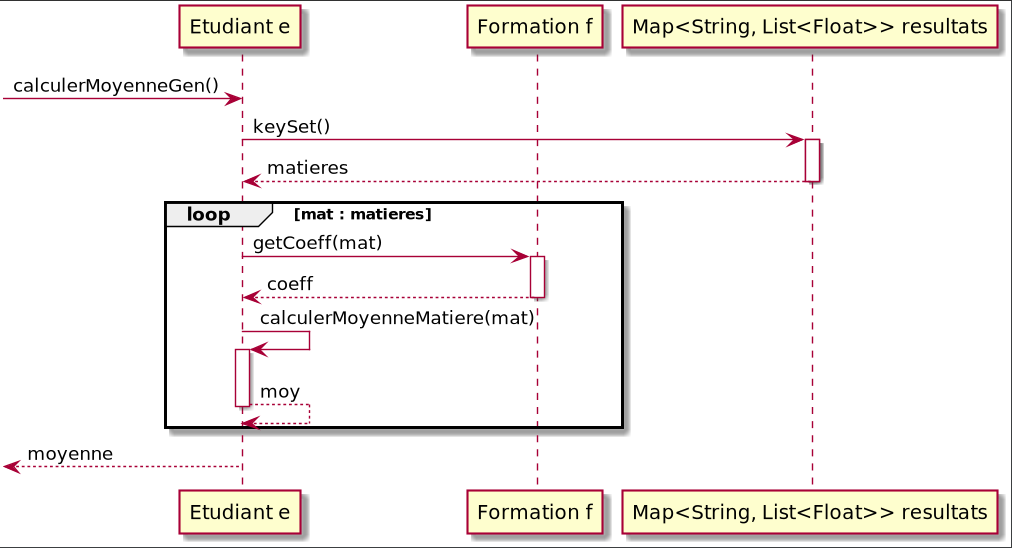 Etudiant e
Formation f
Map<String, List<Float>> resultats
calculerMoyenneGen()
keySet()
matieres
loop
[mat : matieres]
getCoeff(mat)
coeff
calculerMoyenneMatiere(mat)
moy
moyenne
Etudiant e
Formation f
Map<String, List<Float>> resultats